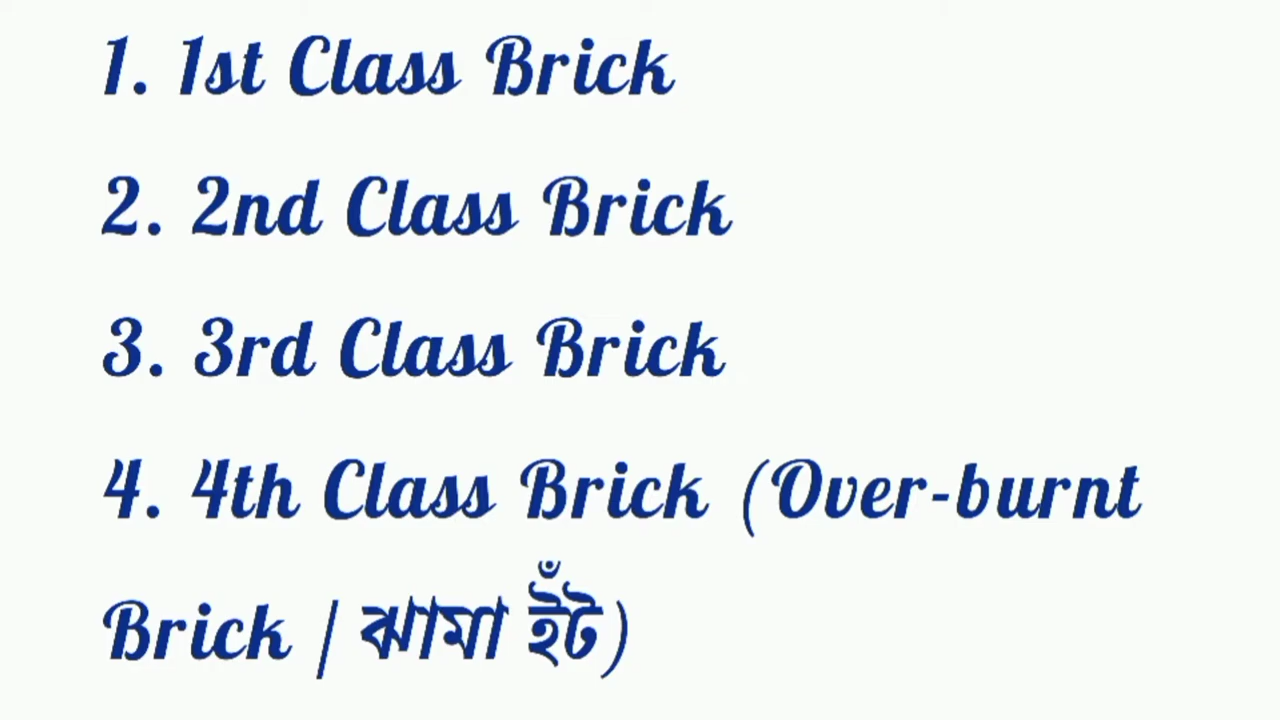 1. 1st Class Brick
2. 2nd Class Brick
3. 3rd Class Brick
4. 4th Class Brick (Over-burnt
Brick / ঝামা ইঁট)